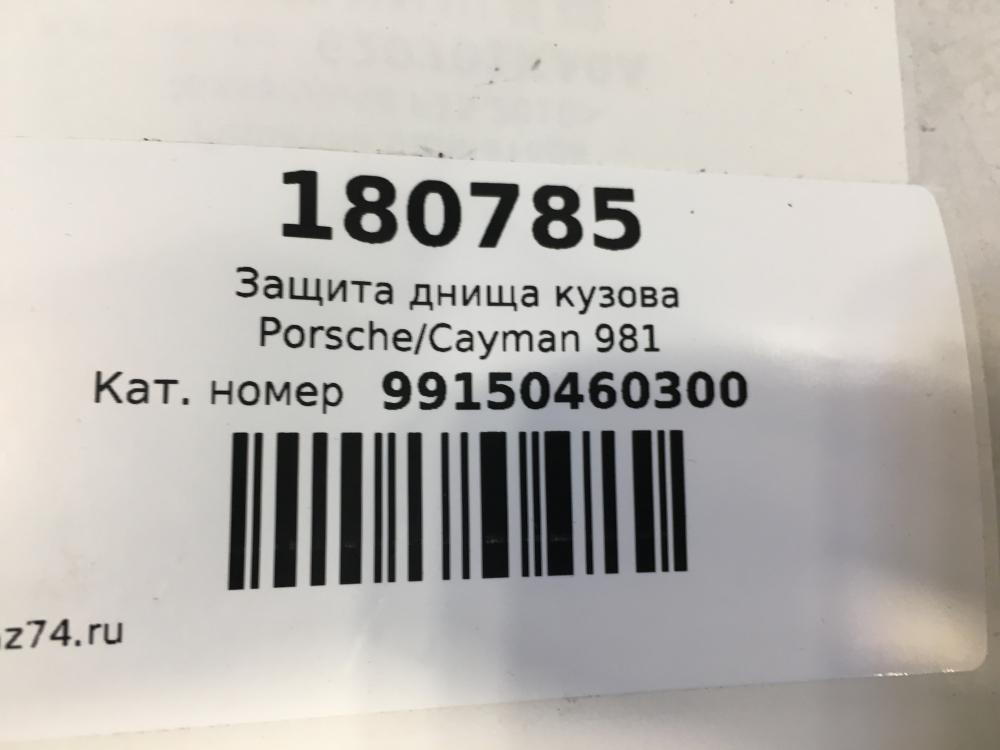 180785
Защита днища кузова
Porsche/Cayman 981
Кат. номер 99150460300
z74.ru